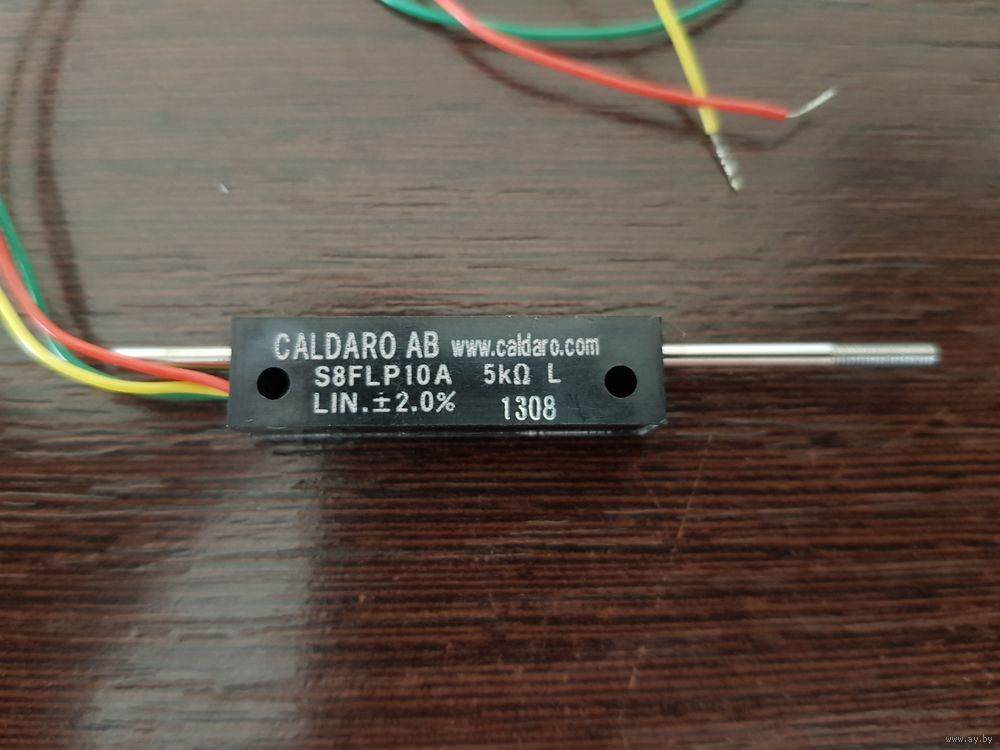 CALDARO AB www.caldaro.com
S8FLP10A 5kΩ L
LIN.±2.0% 1308
www.ay.by